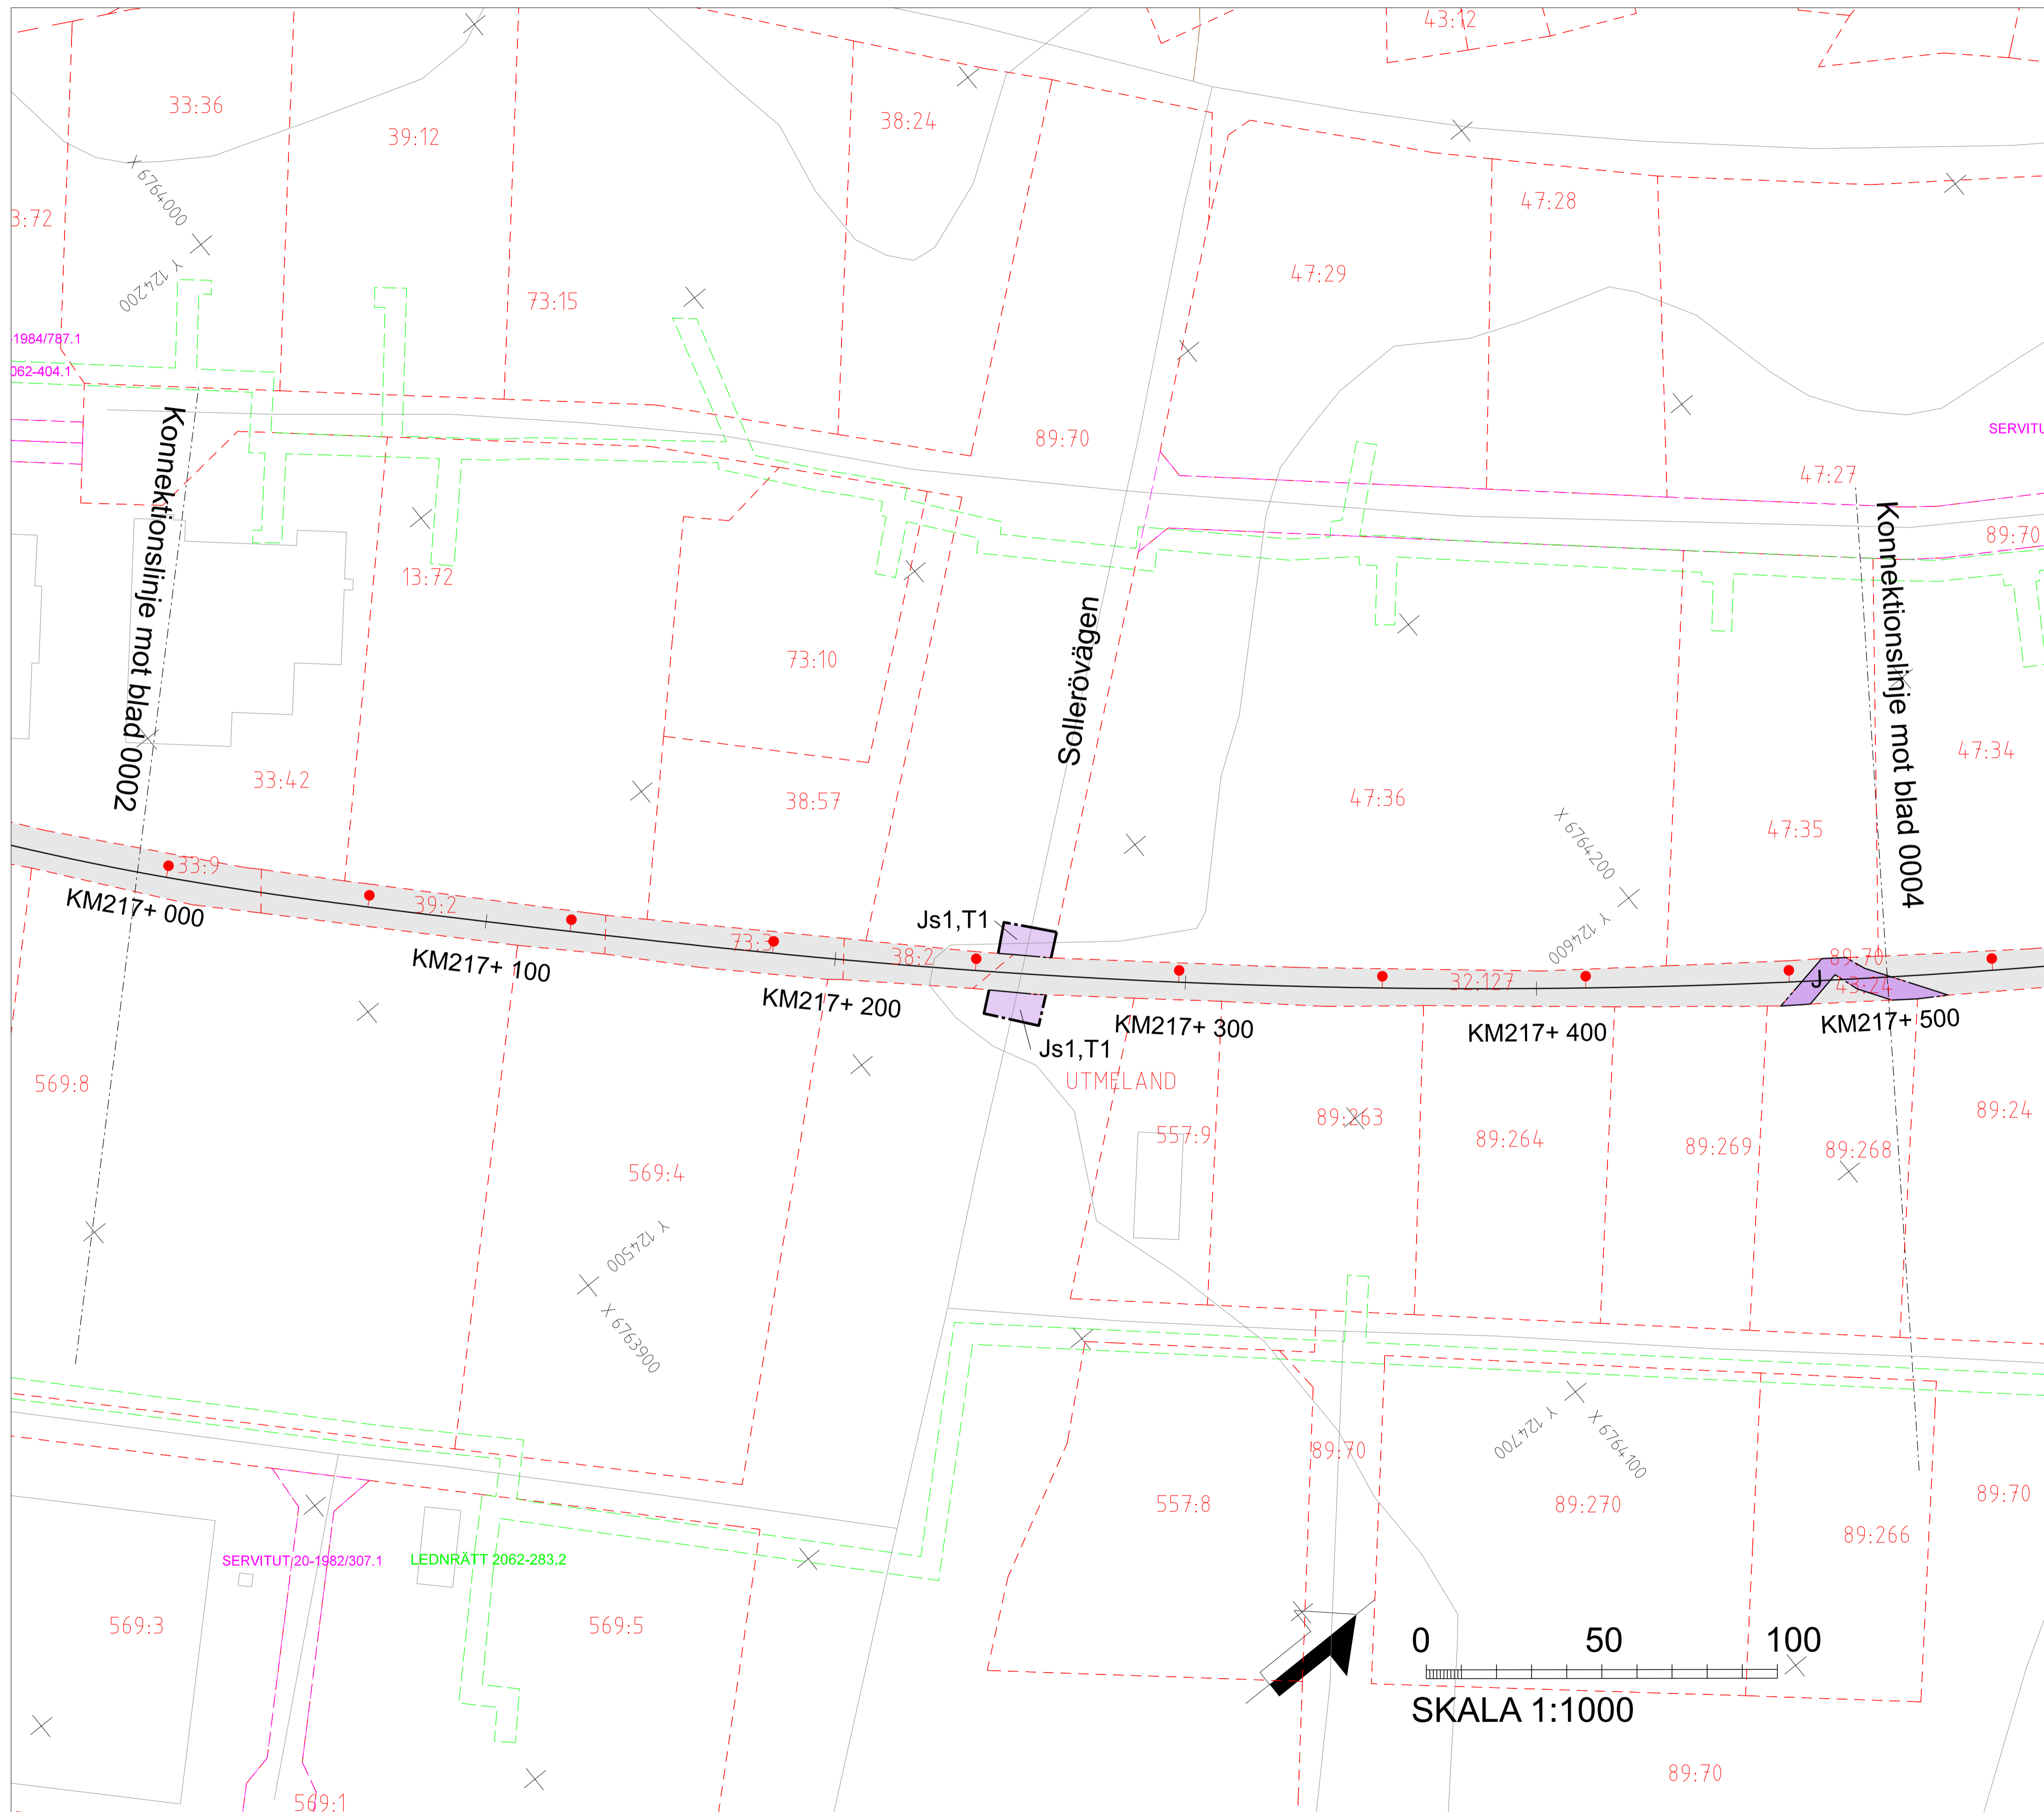 43:12
33:36
38:24
39:12
X 6764000
47:28
3:72
Y 124200
47:29
73:15
-1984/787.1
062-404.1
Konnektionslinje mot blad 0002
89:70
SERVITU
47:27
Konnektionslinje mot blad 0004
89:70
13:72
Sollerövägen
73:10
47:34
33:42
38:57
47:36
X 6764200
47:35
33:9
39:2
KM217+ 000
Js1,T1
Y 124600
73:3
38:2
89:70
KM217+ 100
32:127
J
43:24
KM217+ 200
KM217+ 300
KM217+ 400
KM217+ 500
Js1,T1
569:8
UTMELAND
89:263
89:24
557:9
89:264
89:269
89:268
569:4
Y 124500
X 6763900
Y 124700
X 6764100
89:70
557:8
89:270
89:70
89:266
SERVITUT 20-1982/307.1
LEDNRÄTT 2062-283.2
569:3
569:5
0 50 100
SKALA 1:1000
89:70
569:1